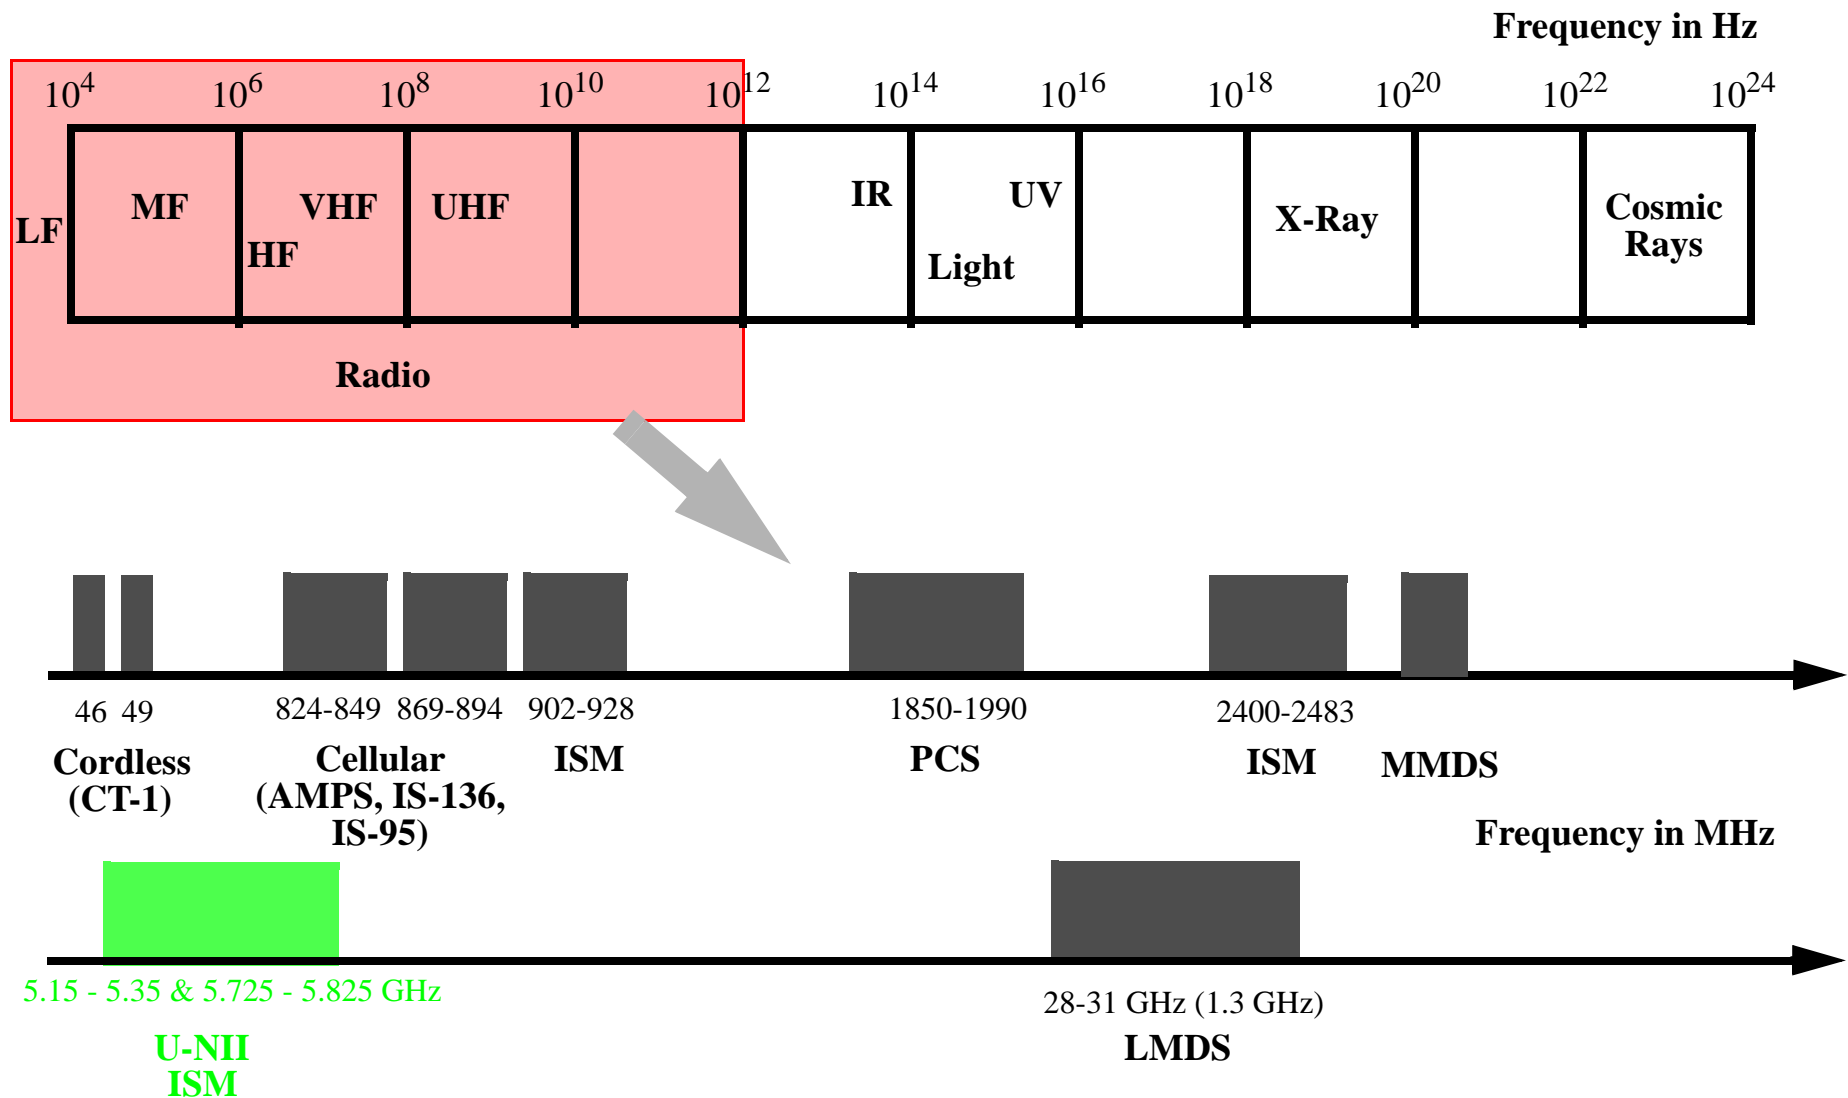 Frequency in Hz
10^4 10^6 10^8 10^10 10^12 10^14 10^16 10^18 10^20 10^22 10^24
LF MF HF VHF UHF IR Light UV X-Ray Cosmic
Rays
Radio
46 49 824-849 869-894 902-928 1850-1990 2400-2483
Cordless Cellular ISM PCS ISM MMDS
(CT-1) (AMPS, IS-136,
IS-95)
Frequency in MHz
5.15 - 5.35 & 5.725 - 5.825 GHz 28-31 GHz (1.3 GHz)
U-NII LMDS
ISM